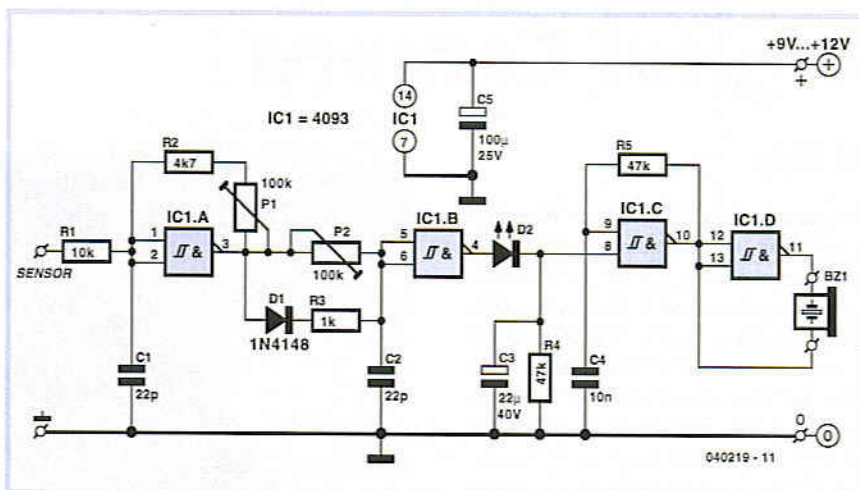 +9V...+12V
+
+
14
IC1
7
IC1 = 4093
C5
100µ
25V
R2
4k7
100k
P1
R1
10k
SENSOR
1
2
IC1.A
&
3
P2
100k
D1
1N4148
R3
1k
C1
22p
C2
22p
5
6
IC1.B
&
4
D2
C3
22µ
40V
R4
47k
R5
47k
9
8
IC1.C
&
10
C4
10n
12
13
IC1.D
&
11
BZ1
0
0
040219 - 11